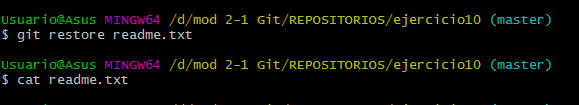 Usuario@Asus MINGW64 /d/mod 2-1 Git/REPOSITORIOS/ejercicio10 (master)
$ git restore readme.txt
Usuario@Asus MINGW64 /d/mod 2-1 Git/REPOSITORIOS/ejercicio10 (master)
$ cat readme.txt